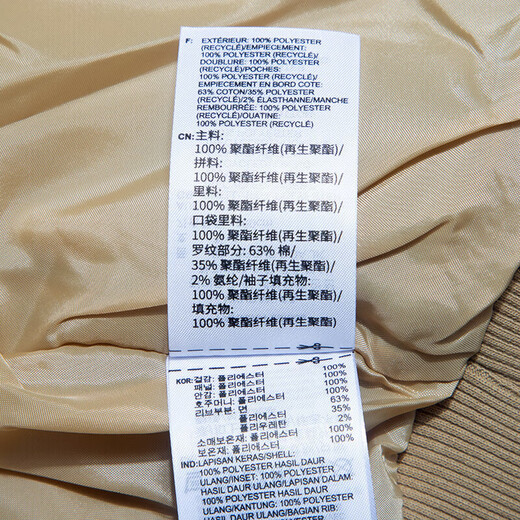 F: EXTÉRIEUR: 100% POLYESTER
(RECYCLÉ)/EMPIECEMENT:
100% POLYESTER (RECYCLÉ)/
DOUBLURE: 100% POLYESTER
(RECYCLÉ)/POCHES:
100% POLYESTER (RECYCLÉ)/
EMPIECEMENT EN BORD COTE:
63% COTON/35% POLYESTER
(RECYCLÉ)/2% ÉLASTHANNE/MANCHE
REMBOURRÉE: 100% POLYESTER
(RECYCLÉ)/OUATINE:
100% POLYESTER (RECYCLÉ)
CN: 主料:
100% 聚酯纤维(再生聚酯)/
拼料:
100% 聚酯纤维(再生聚酯)/
里料:
100% 聚酯纤维(再生聚酯)/
口袋里料:
100% 聚酯纤维(再生聚酯)/
罗纹部分: 63% 棉/
35% 聚酯纤维(再生聚酯)/
2% 氨纶/袖子填充物:
100% 聚酯纤维(再生聚酯)/
填充物:
100% 聚酯纤维(再生聚酯)
KOR: 겉감: 폴리에스터 100%
패널: 폴리에스터 100%
안감: 폴리에스터 100%
호주머니: 폴리에스터 100%
리브부분: 면 63%
폴리에스터 35%
폴리우레탄 2%
소매보온재: 폴리에스터 100%
보온재: 폴리에스터 100%
IND: LAPISAN KERAS/SHELL:
100% POLYESTER HASIL DAUR
ULANG/INSET: 100% POLYESTER
HASIL DAUR ULANG/LAPISAN DALAM:
100% POLYESTER HASIL DAUR
ULANG/KANTUNG: 100% POLYESTER
HASIL DAUR ULANG/BAGIAN RIB: